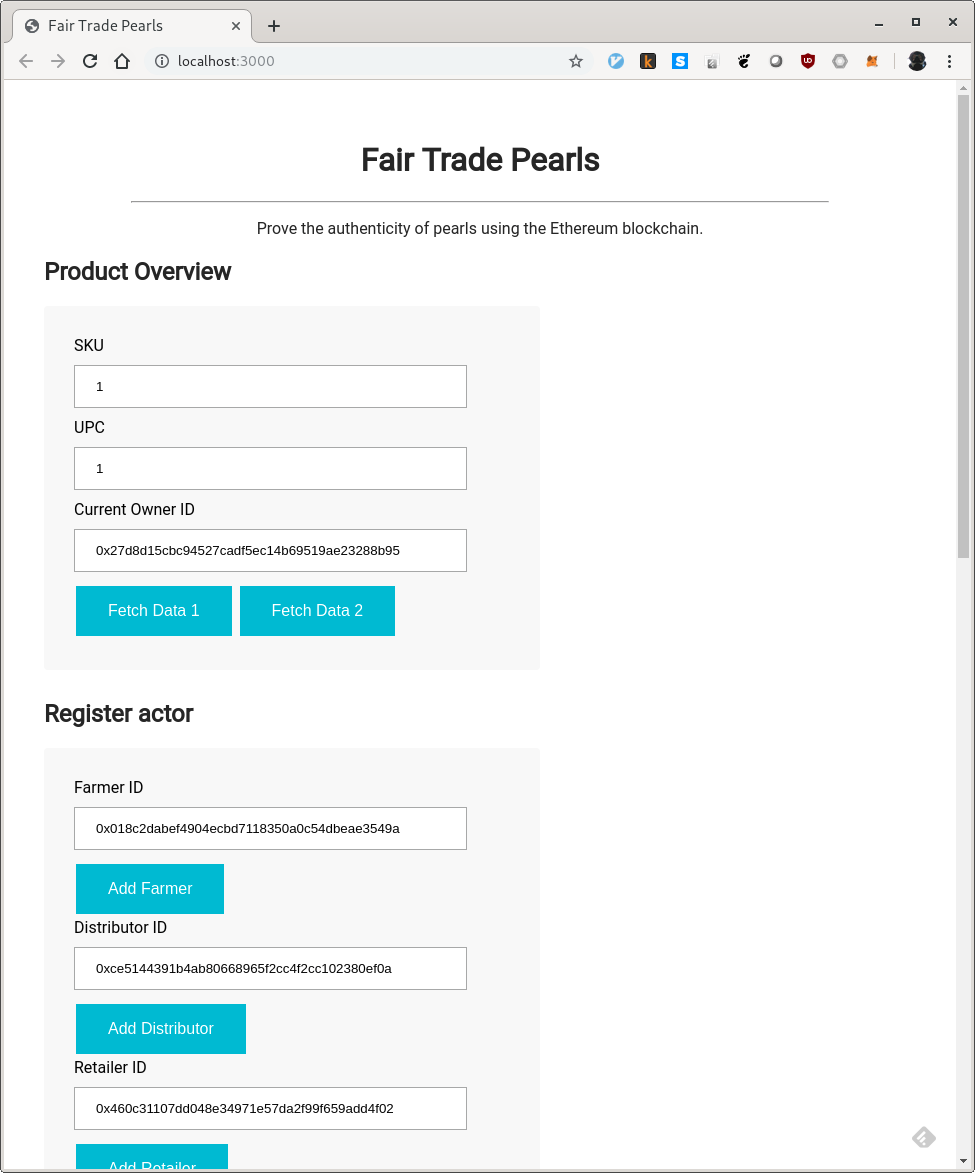 Fair Trade Pearls
localhost:3000
Fair Trade Pearls
Prove the authenticity of pearls using the Ethereum blockchain.
Product Overview
SKU
1
UPC
1
Current Owner ID
0x27d8d15cbc94527cadf5ec14b69519ae23288b95
Fetch Data 1 Fetch Data 2
Register actor
Farmer ID
0x018c2dabef4904ecbd7118350a0c54dbeae3549a
Add Farmer
Distributor ID
0xce5144391b4ab80668965f2cc4f2cc102380ef0a
Add Distributor
Retailer ID
0x460c31107dd048e34971e57da2f99f659add4f02
Add Retailer